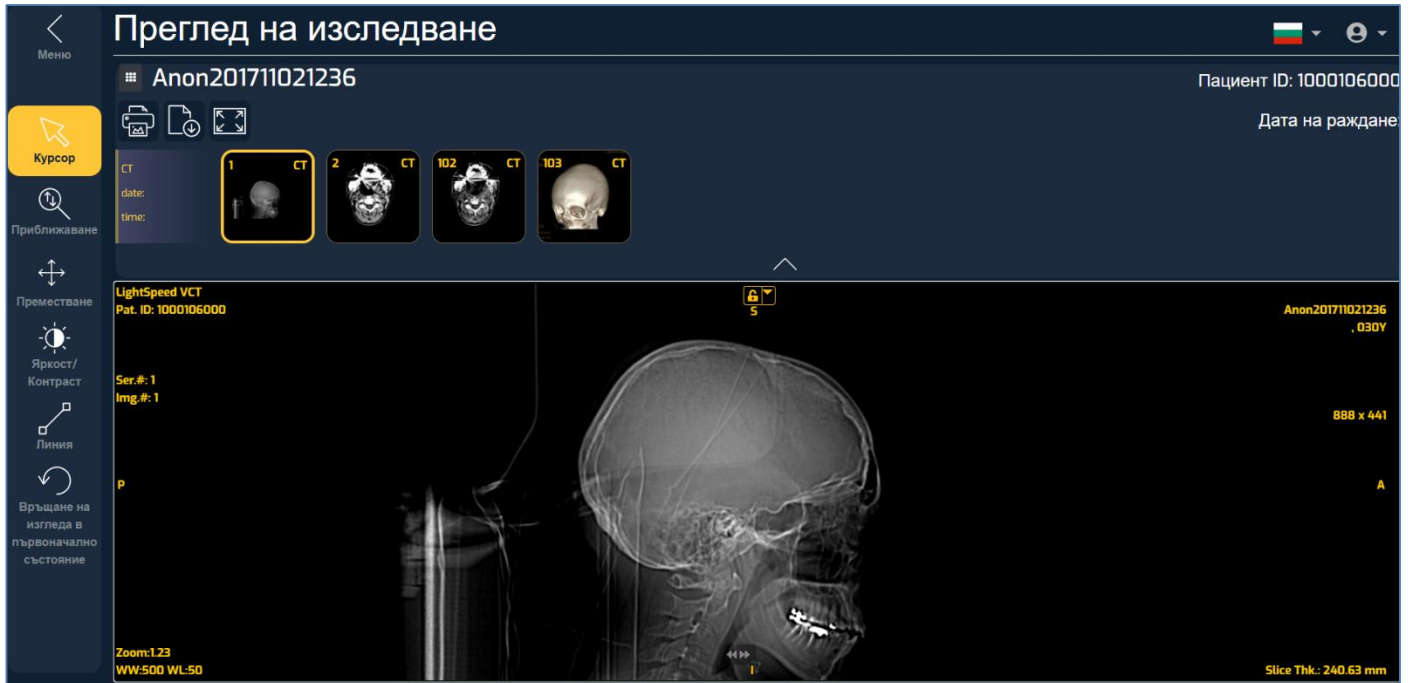 Меню
Преглед на изследване
Anon201711021236
Пациент ID: 1000106000
Дата на раждане:
Курсор
Приближаване
Преместване
Яркост/
Контраст
Линия
Връщане на
изгледа в
първоначално
състояние
CT
date:
time:
1 CT
2 CT
102 CT
103 CT
LightSpeed VCT
Pat. ID: 1000106000
S
Anon201711021236
, 030Y
Ser.#: 1
Img.#: 1
888 x 441
P
A
Zoom:1.23
WW:500 WL:50
I
Slice Thk.: 240.63 mm